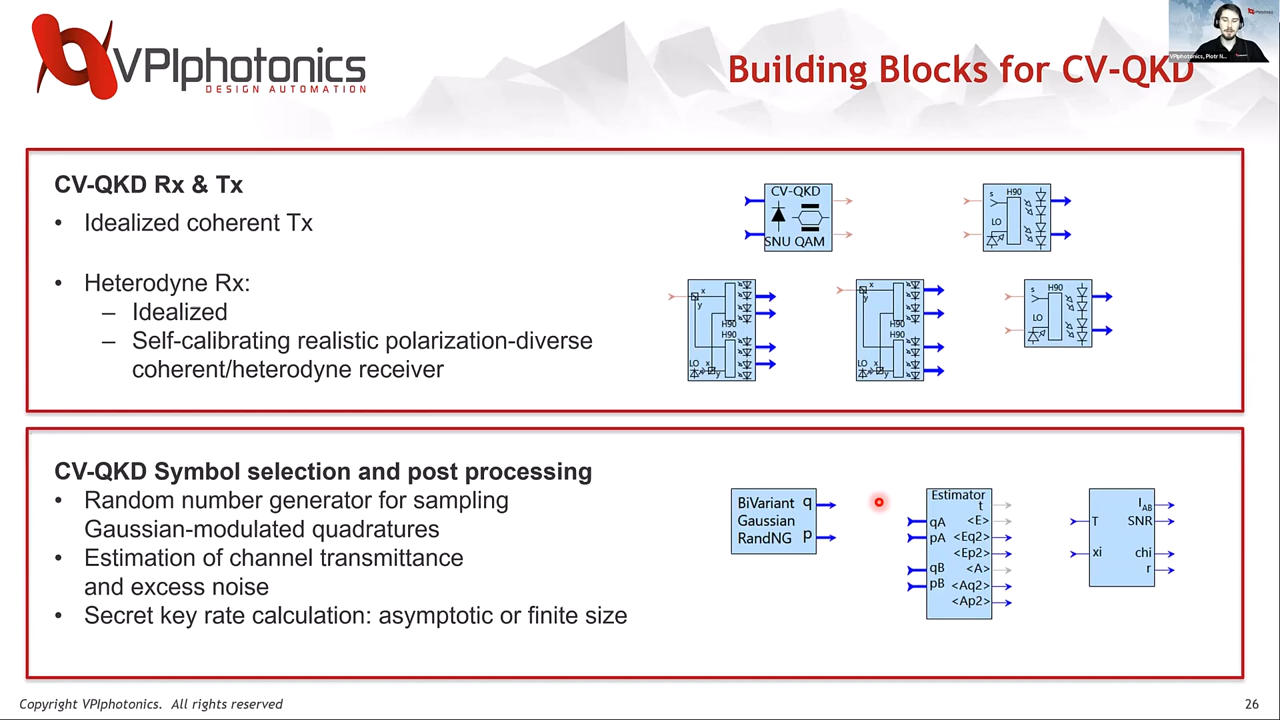 VPIphotonics
DESIGN AUTOMATION
Building Blocks for CV-QKD
VPIphotonics, Piotr N...
CV-QKD Rx & Tx
• Idealized coherent Tx
• Heterodyne Rx:
– Idealized
– Self-calibrating realistic polarization-diverse
coherent/heterodyne receiver
CV-QKD
SNU QAM
s H90
LO
x
y
H90
H90
LO x
y
x
y
H90
H90
LO x
y
s H90
LO
CV-QKD Symbol selection and post processing
• Random number generator for sampling
Gaussian-modulated quadratures
• Estimation of channel transmittance
and excess noise
• Secret key rate calculation: asymptotic or finite size
BiVariant q
Gaussian
RandNG p
Estimator
t
qA <E>
pA <Eq2>
<Ep2>
qB <A>
pB <Aq2>
<Ap2>
I_AB
T SNR
xi chi
r
Copyright VPIphotonics. All rights reserved
26